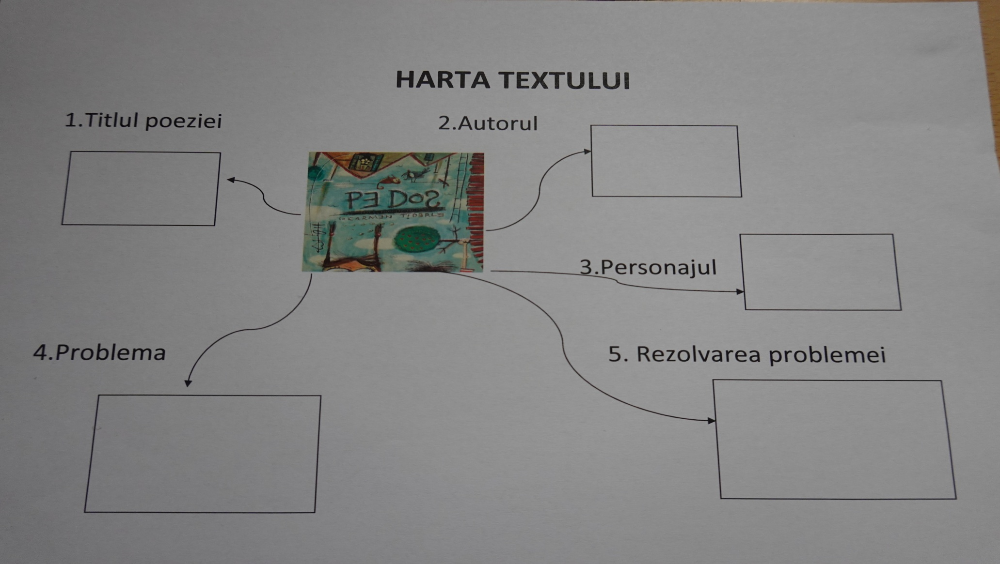 HARTA TEXTULUI
1.Titlul poeziei
2.Autorul
PE DOS
CARMEN TIDERLE
3.Personajul
4.Problema
5. Rezolvarea problemei